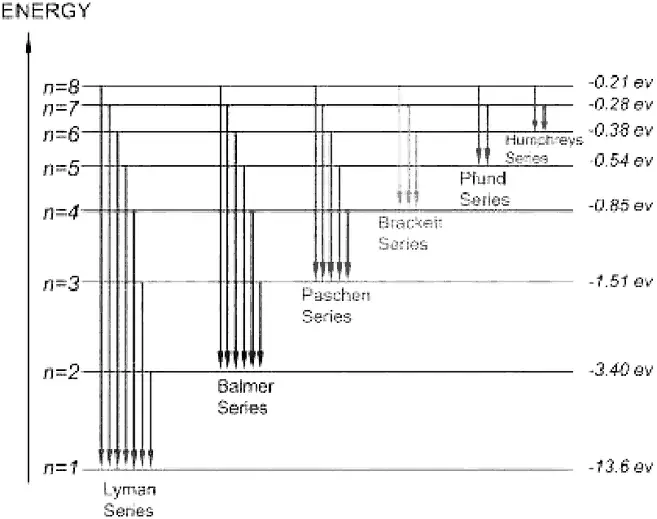 ENERGY
n=8 -0.21 ev
n=7 -0.28 ev
n=6 -0.38 ev
Humphreys
Series
n=5 -0.54 ev
Pfund
Series
n=4 -0.85 ev
Brackett
Series
n=3 -1.51 ev
Paschen
Series
n=2 -3.40 ev
Balmer
Series
n=1 -13.6 ev
Lyman
Series